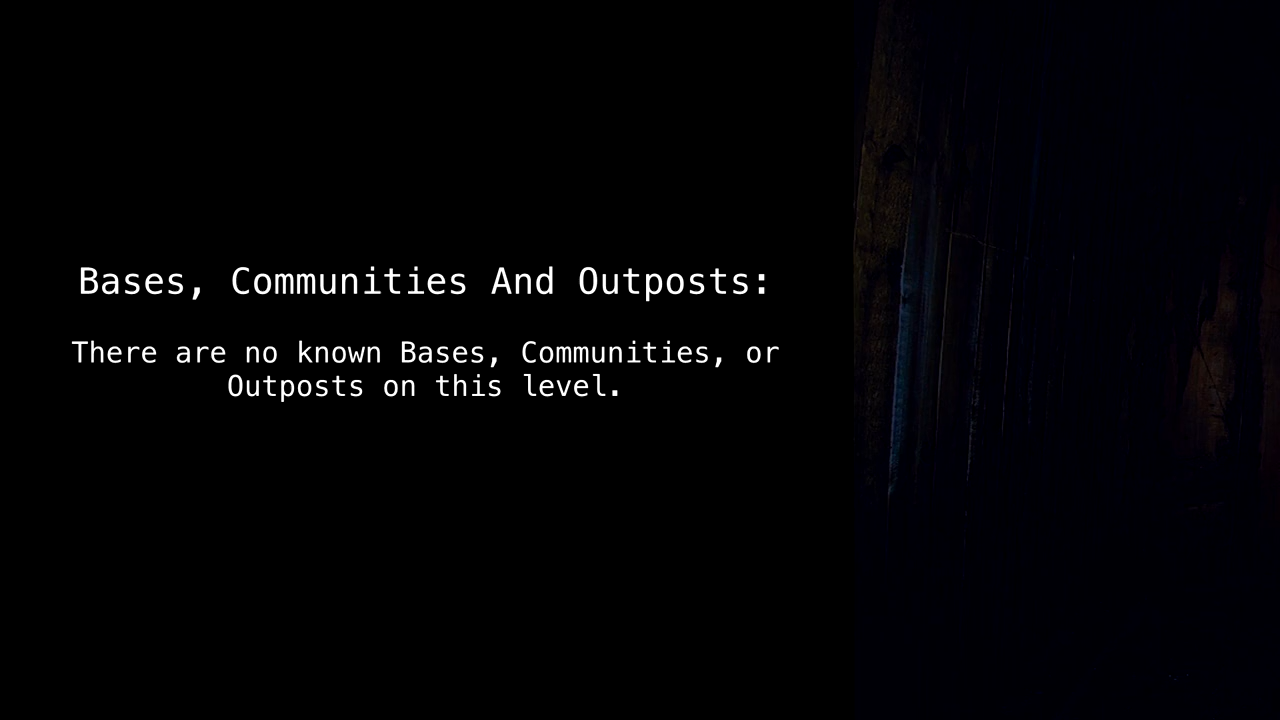 Bases, Communities And Outposts:
There are no known Bases, Communities, or
Outposts on this level.